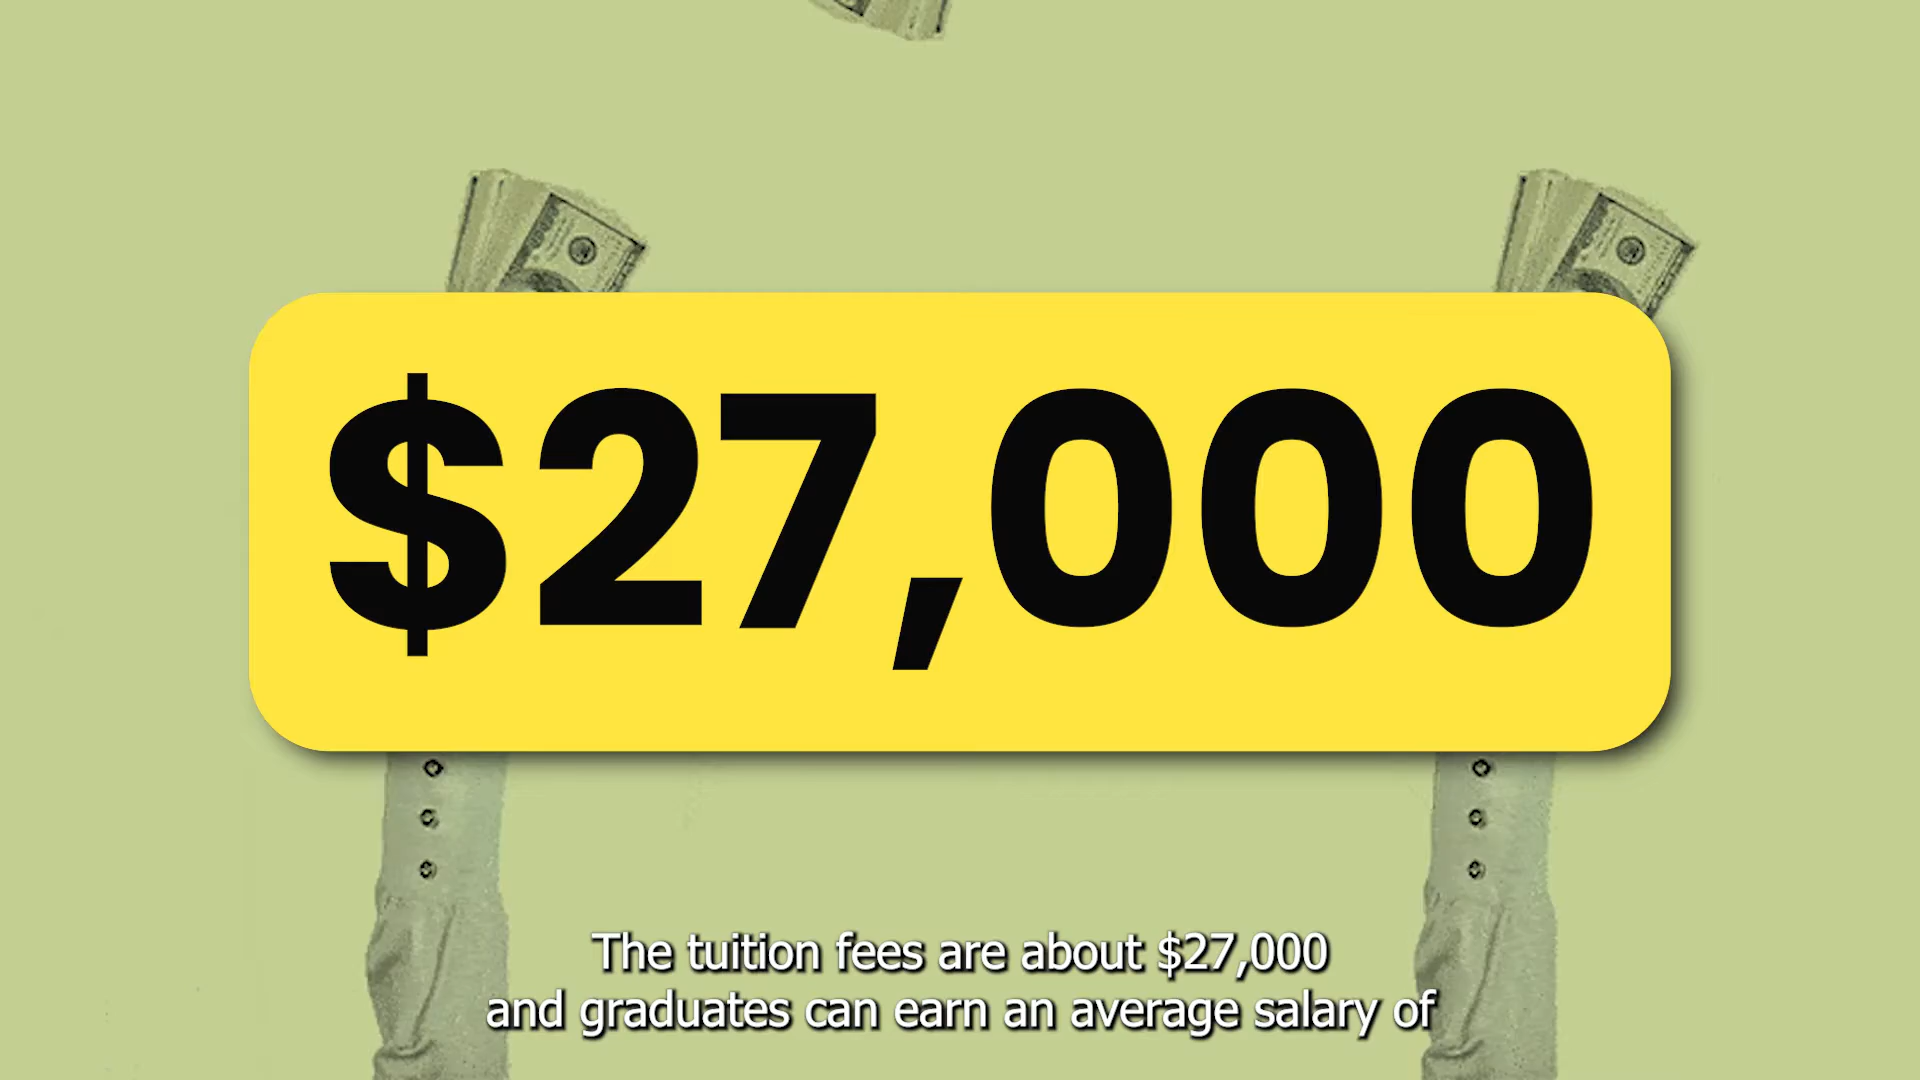 $27,000
The tuition fees are about $27,000
and graduates can earn an average salary of